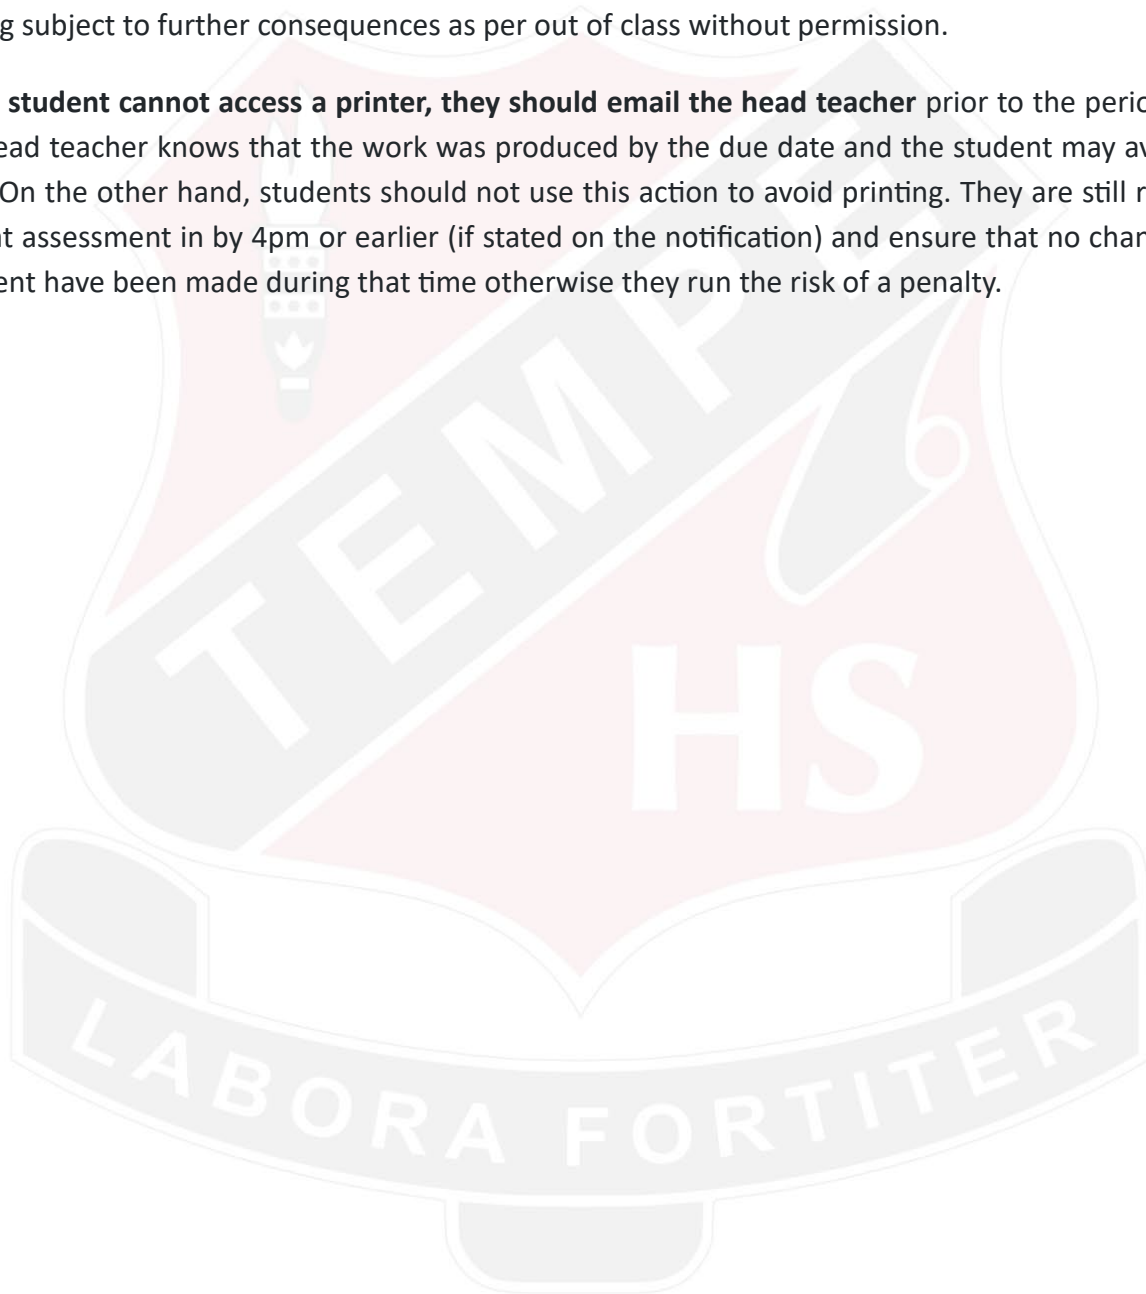 g subject to further consequences as per out of class without permission.
student cannot access a printer, they should email the head teacher prior to the perio
ead teacher knows that the work was produced by the due date and the student may av
On the other hand, students should not use this action to avoid printing. They are still r
t assessment in by 4pm or earlier (if stated on the notification) and ensure that no chan
ent have been made during that time otherwise they run the risk of a penalty.
TEMPE
HS
LABORA FORTITER